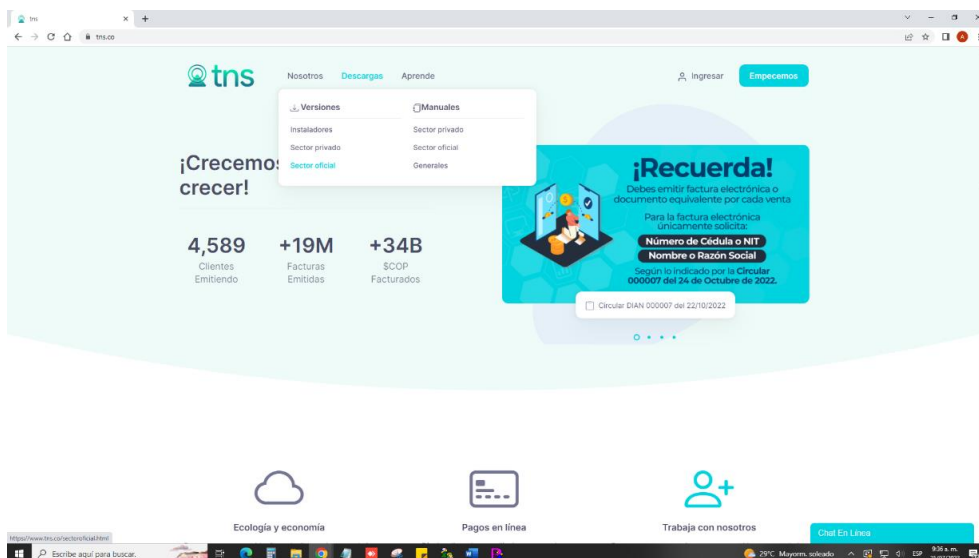 tns
tns.co
tns
Nosotros
Descargas
Aprende
Ingresar
Empecemos
Versiones
Manuales
Instaladores
Sector privado
Sector privado
Sector oficial
Sector oficial
Generales
¡Crecemos
crecer!
4,589
+19M
+34B
Clientes
Emitiendo
Facturas
Emitidas
$COP
Facturados
¡Recuerda!
Debes emitir factura electrónica o
documento equivalente por cada venta
Para la factura electrónica
únicamente solicita:
Número de Cédula o NIT
Nombre o Razón Social
Según lo indicado por la Circular
000007 del 24 de Octubre de 2022.
Circular DIAN 000007 del 22/10/2022
Ecología y economía
Pagos en línea
Trabaja con nosotros
Chat En Línea
https://www.tns.co/sectoroficial.html
Escribe aquí para buscar.
29°C Mayorm. soleado
ESP
9:36 a. m.